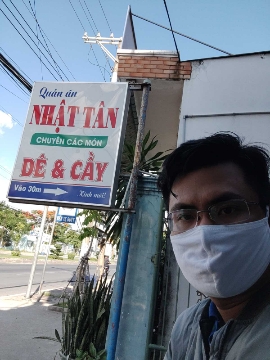 Quán ăn
NHẬT TÂN
CHUYÊN CÁC MÓN
DÊ & CẦY
Vào 30m
Kính mời!